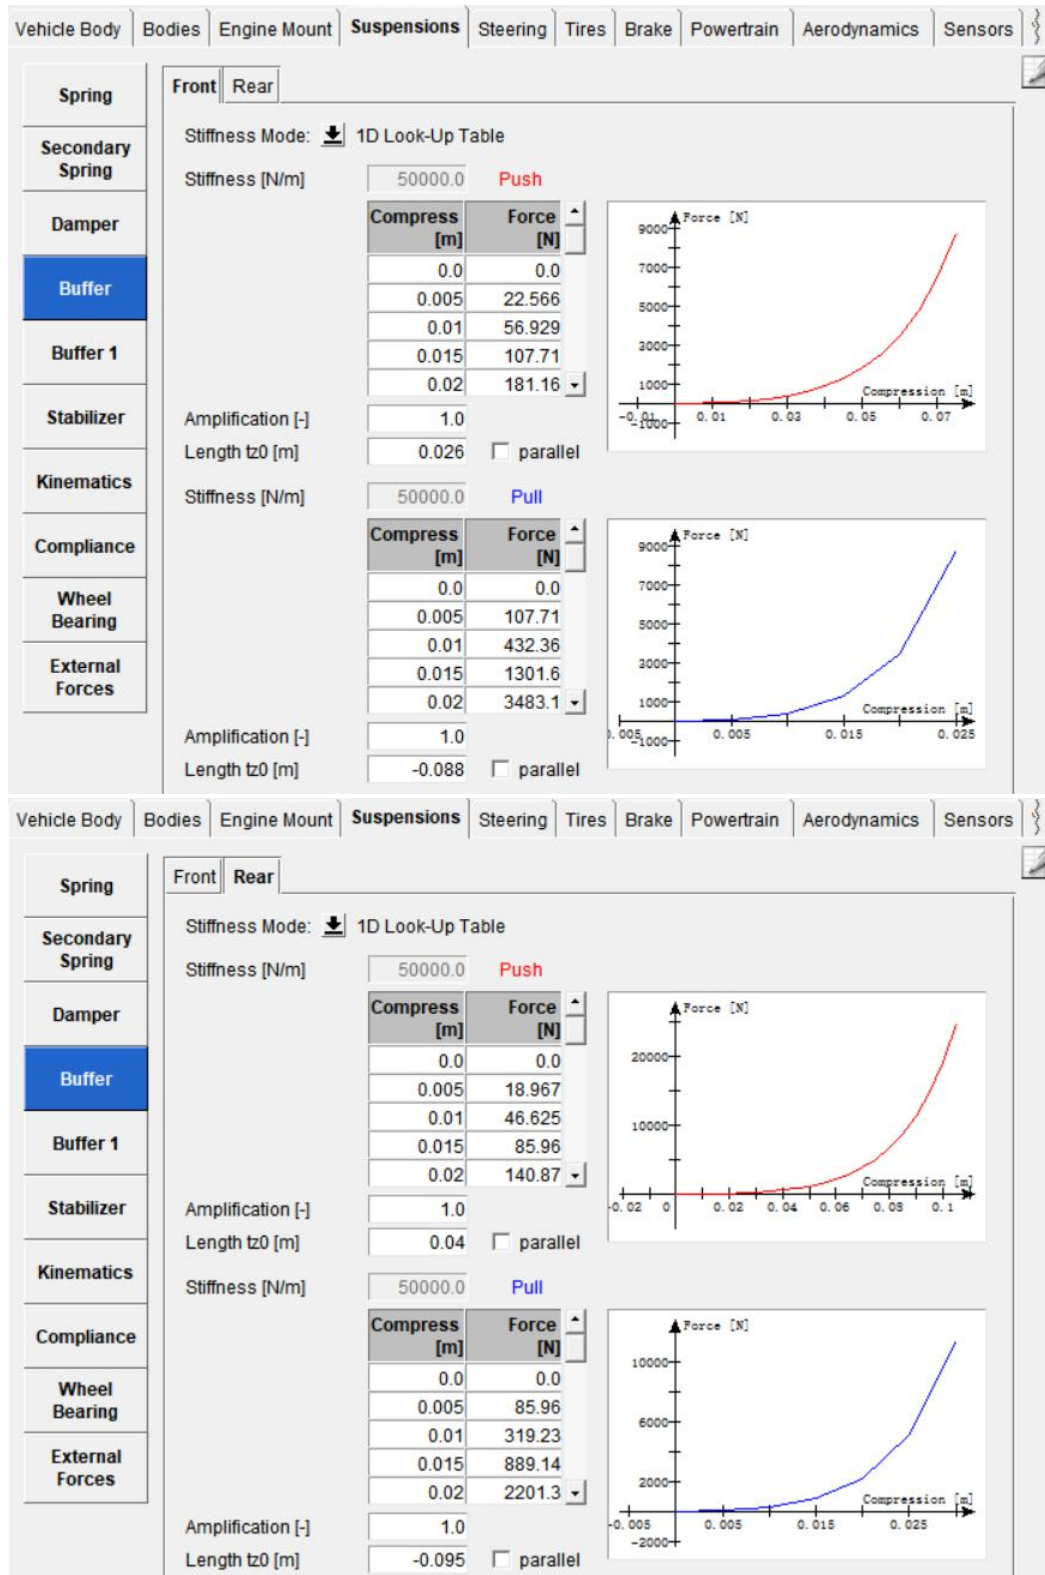 Vehicle Body Bodies Engine Mount Suspensions Steering Tires Brake Powertrain Aerodynamics Sensors
Spring
Secondary Spring
Damper
Buffer
Buffer 1
Stabilizer
Kinematics
Compliance
Wheel Bearing
External Forces
Front Rear
Stiffness Mode: 1D Look-Up Table
Stiffness [N/m] 50000.0 Push
Compress [m] Force [N]
0.0 0.0
0.005 22.566
0.01 56.929
0.015 107.71
0.02 181.16
Amplification [-] 1.0
Length tz0 [m] 0.026 parallel
Force [N]
9000
7000
5000
3000
1000
-1000
Compression [m]
-0.01 0.01 0.03 0.05 0.07
Stiffness [N/m] 50000.0 Pull
Compress [m] Force [N]
0.0 0.0
0.005 107.71
0.01 432.36
0.015 1301.6
0.02 3483.1
Amplification [-] 1.0
Length tz0 [m] -0.088 parallel
Force [N]
9000
7000
5000
3000
1000
-1000
Compression [m]
0.005 0.005 0.015 0.025
Vehicle Body Bodies Engine Mount Suspensions Steering Tires Brake Powertrain Aerodynamics Sensors
Spring
Secondary Spring
Damper
Buffer
Buffer 1
Stabilizer
Kinematics
Compliance
Wheel Bearing
External Forces
Front Rear
Stiffness Mode: 1D Look-Up Table
Stiffness [N/m] 50000.0 Push
Compress [m] Force [N]
0.0 0.0
0.005 18.967
0.01 46.625
0.015 85.96
0.02 140.87
Amplification [-] 1.0
Length tz0 [m] 0.04 parallel
Force [N]
20000
10000
Compression [m]
-0.02 0 0.02 0.04 0.06 0.08 0.1
Stiffness [N/m] 50000.0 Pull
Compress [m] Force [N]
0.0 0.0
0.005 85.96
0.01 319.23
0.015 889.14
0.02 2201.3
Amplification [-] 1.0
Length tz0 [m] -0.095 parallel
Force [N]
10000
6000
2000
-2000
Compression [m]
-0.005 0.005 0.015 0.025